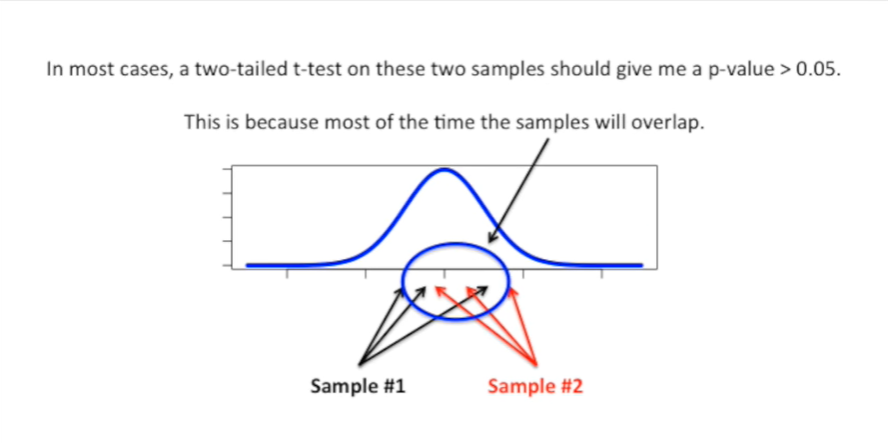 In most cases, a two-tailed t-test on these two samples should give me a p-value > 0.05.
This is because most of the time the samples will overlap.
Sample #1
Sample #2